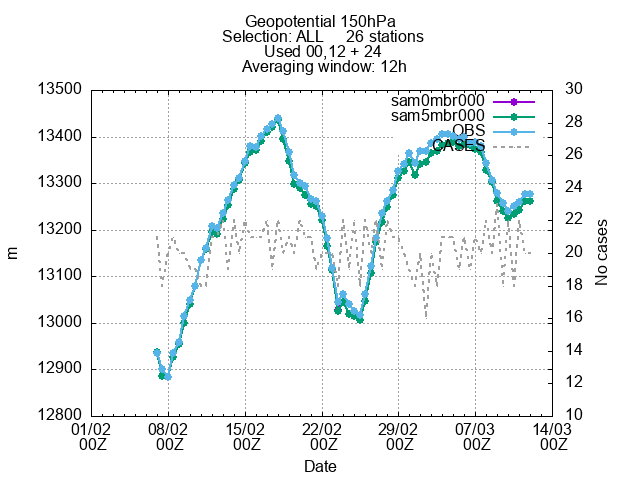 Geopotential 150hPa
Selection: ALL 26 stations
Used 00,12 + 24
Averaging window: 12h
13500
13400
13300
13200
13100
13000
12900
12800
m
30
28
26
24
22
20
18
16
14
12
10
No cases
sam0mbr000
sam5mbr000
OBS
CASES
01/02 08/02 15/02 22/02 29/02 07/03 14/03
00Z 00Z 00Z 00Z 00Z 00Z 00Z
Date